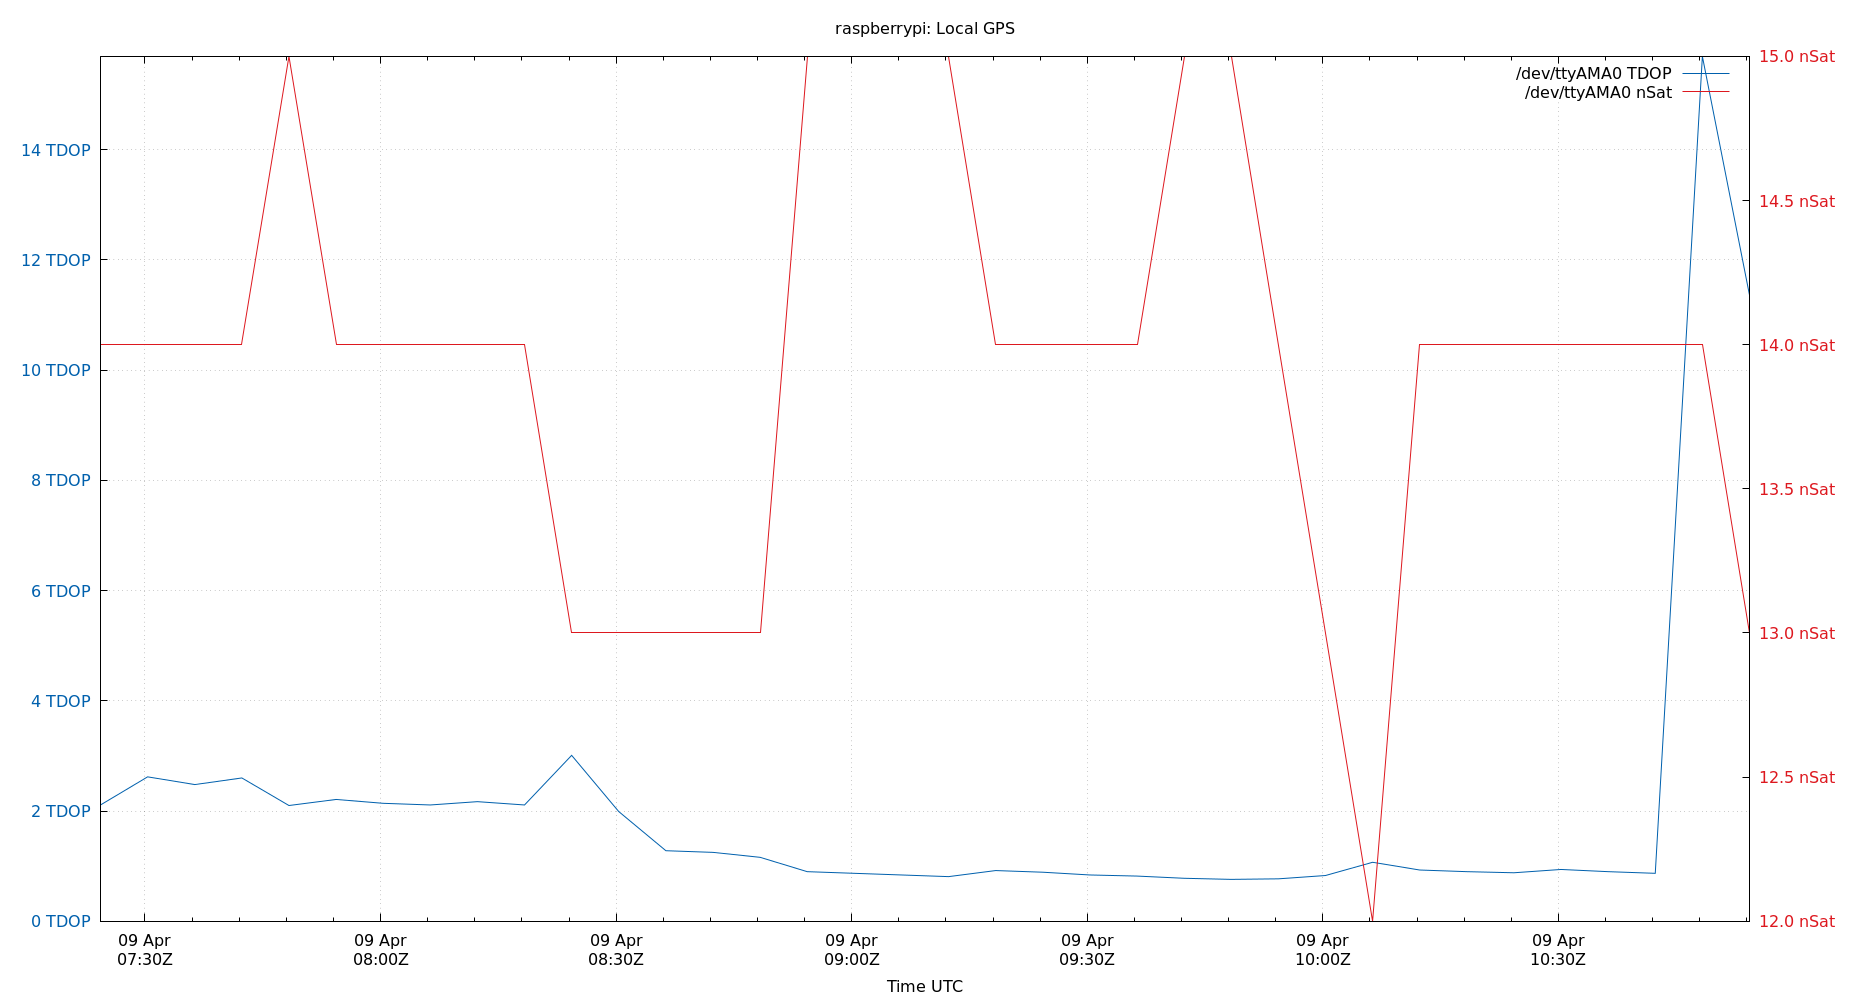 raspberrypi: Local GPS
/dev/ttyAMA0 TDOP
/dev/ttyAMA0 nSat
14 TDOP
12 TDOP
10 TDOP
8 TDOP
6 TDOP
4 TDOP
2 TDOP
0 TDOP
15.0 nSat
14.5 nSat
14.0 nSat
13.5 nSat
13.0 nSat
12.5 nSat
12.0 nSat
09 Apr
07:30Z
09 Apr
08:00Z
09 Apr
08:30Z
09 Apr
09:00Z
09 Apr
09:30Z
09 Apr
10:00Z
09 Apr
10:30Z
Time UTC